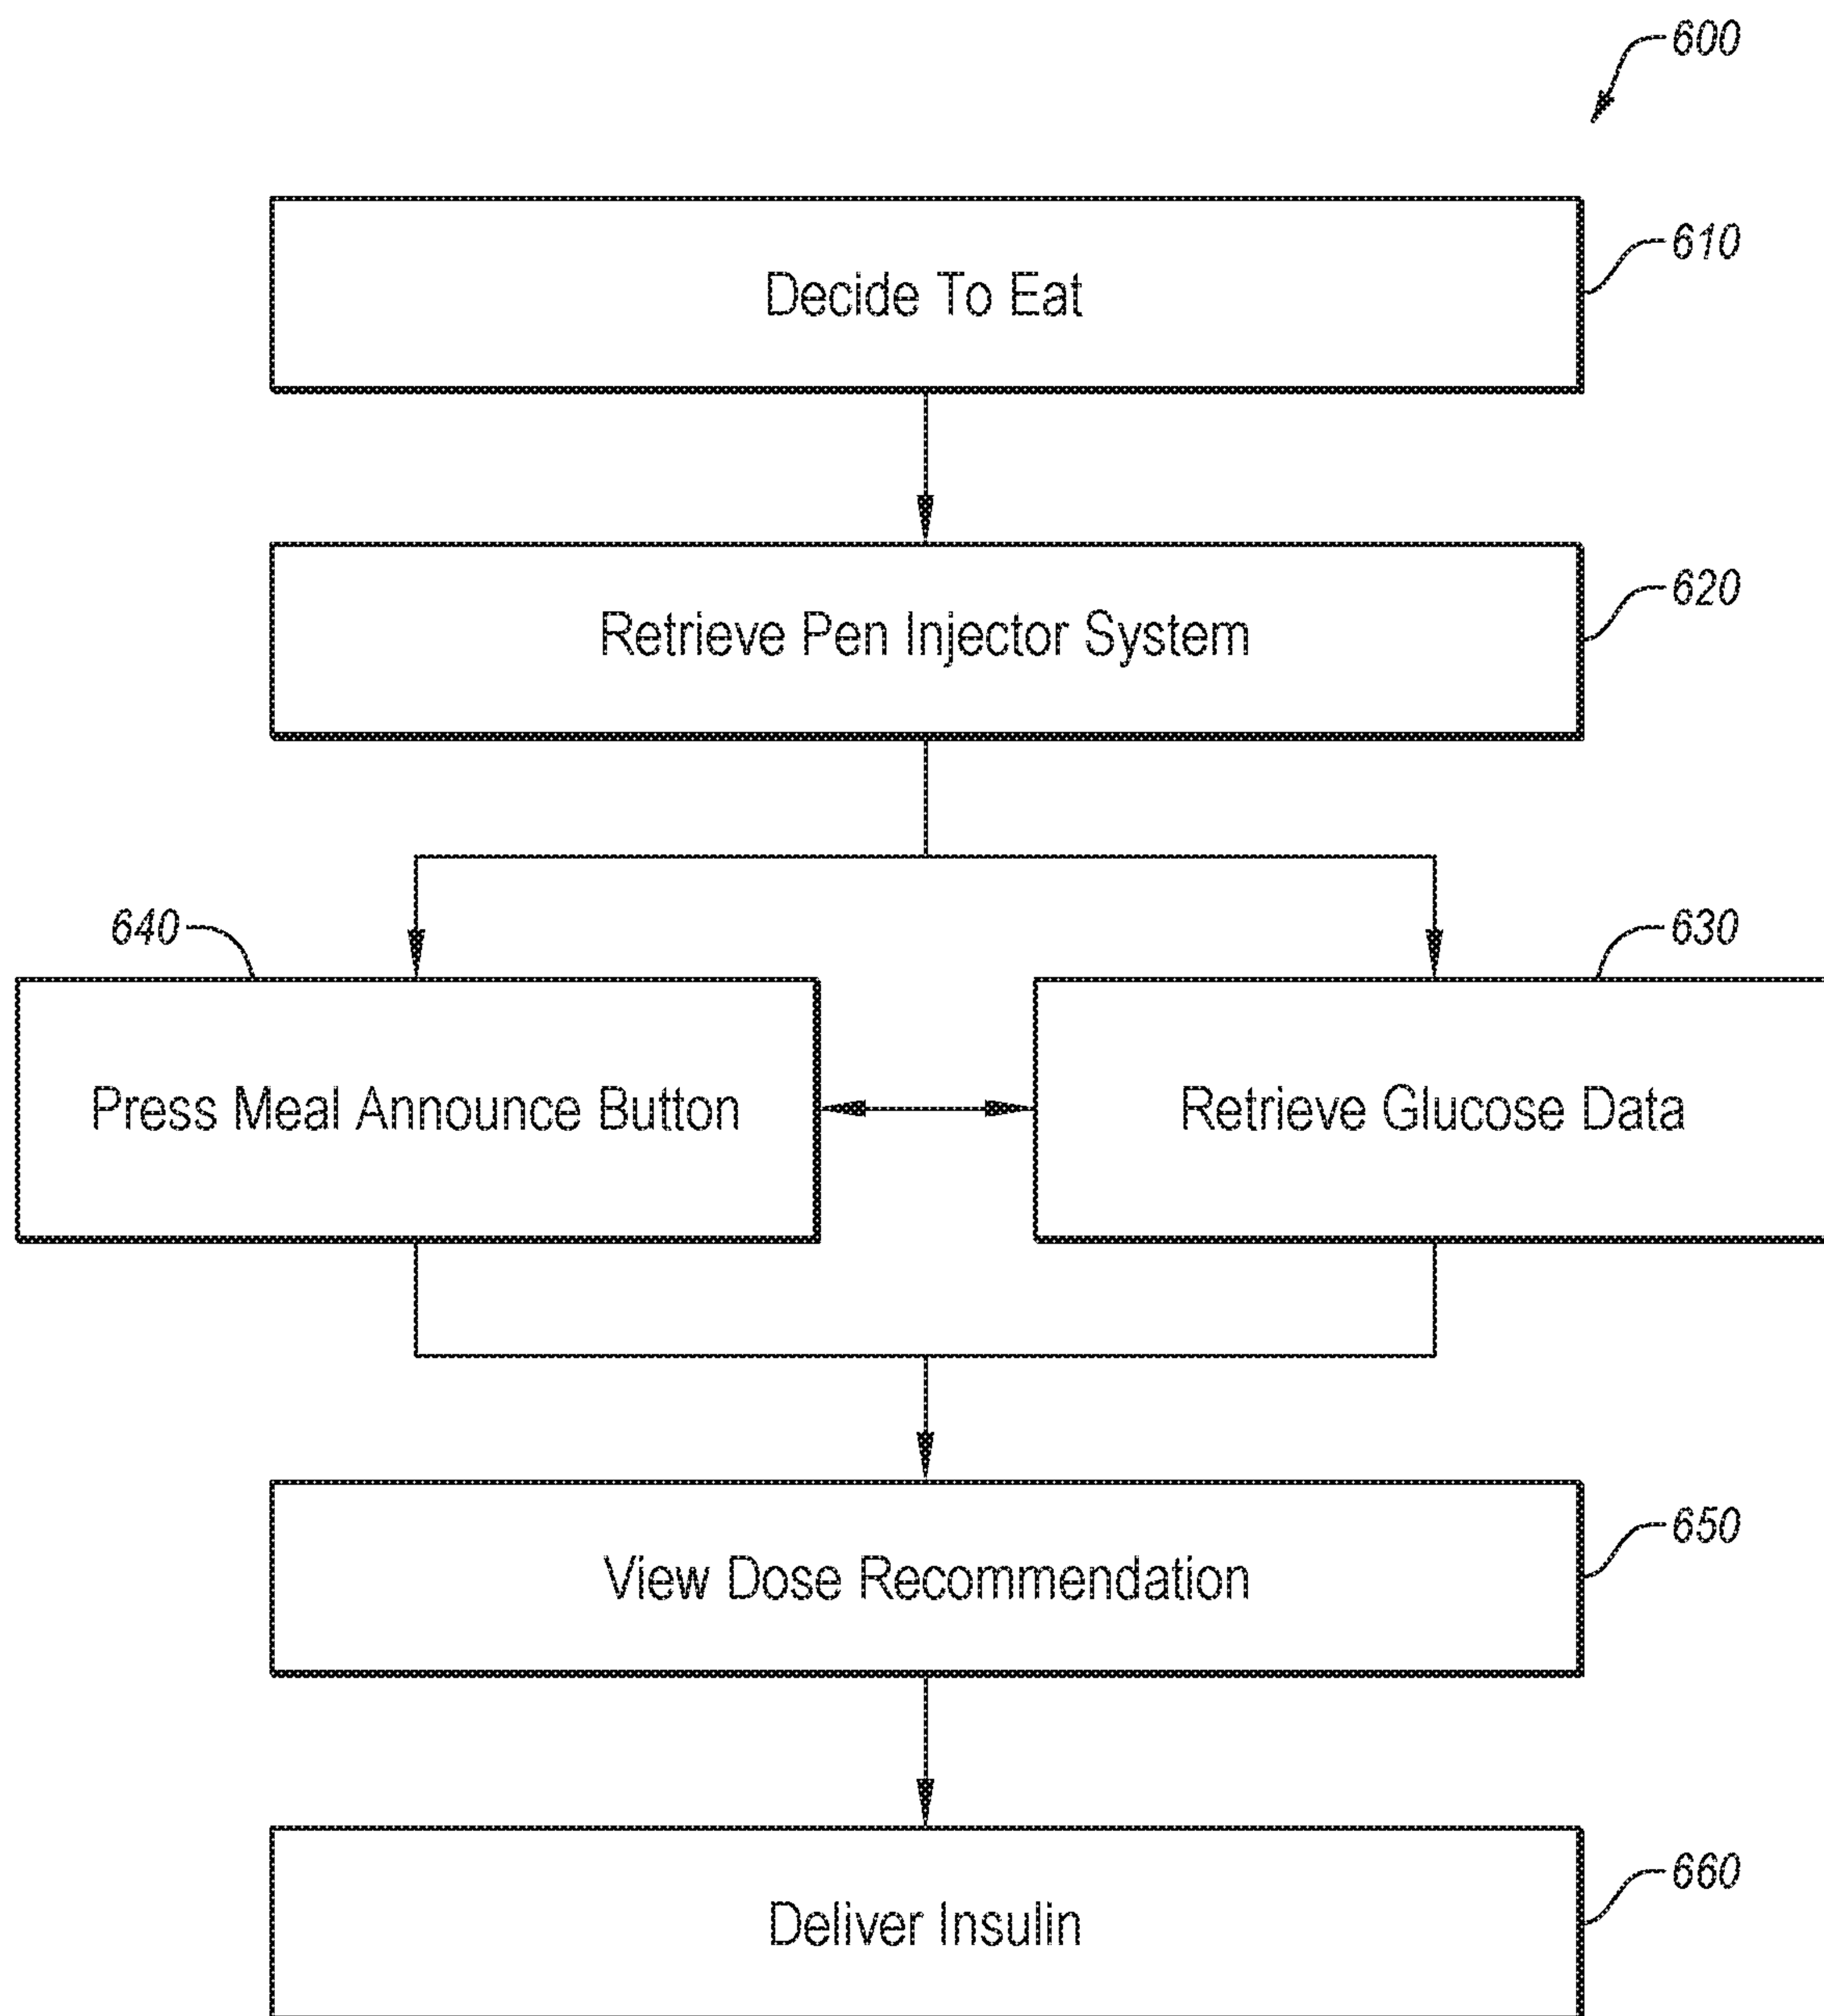 600
Decide To Eat
610
Retrieve Pen Injector System
620
640
630
Press Meal Announce Button
Retrieve Glucose Data
View Dose Recommendation
650
Deliver Insulin
660